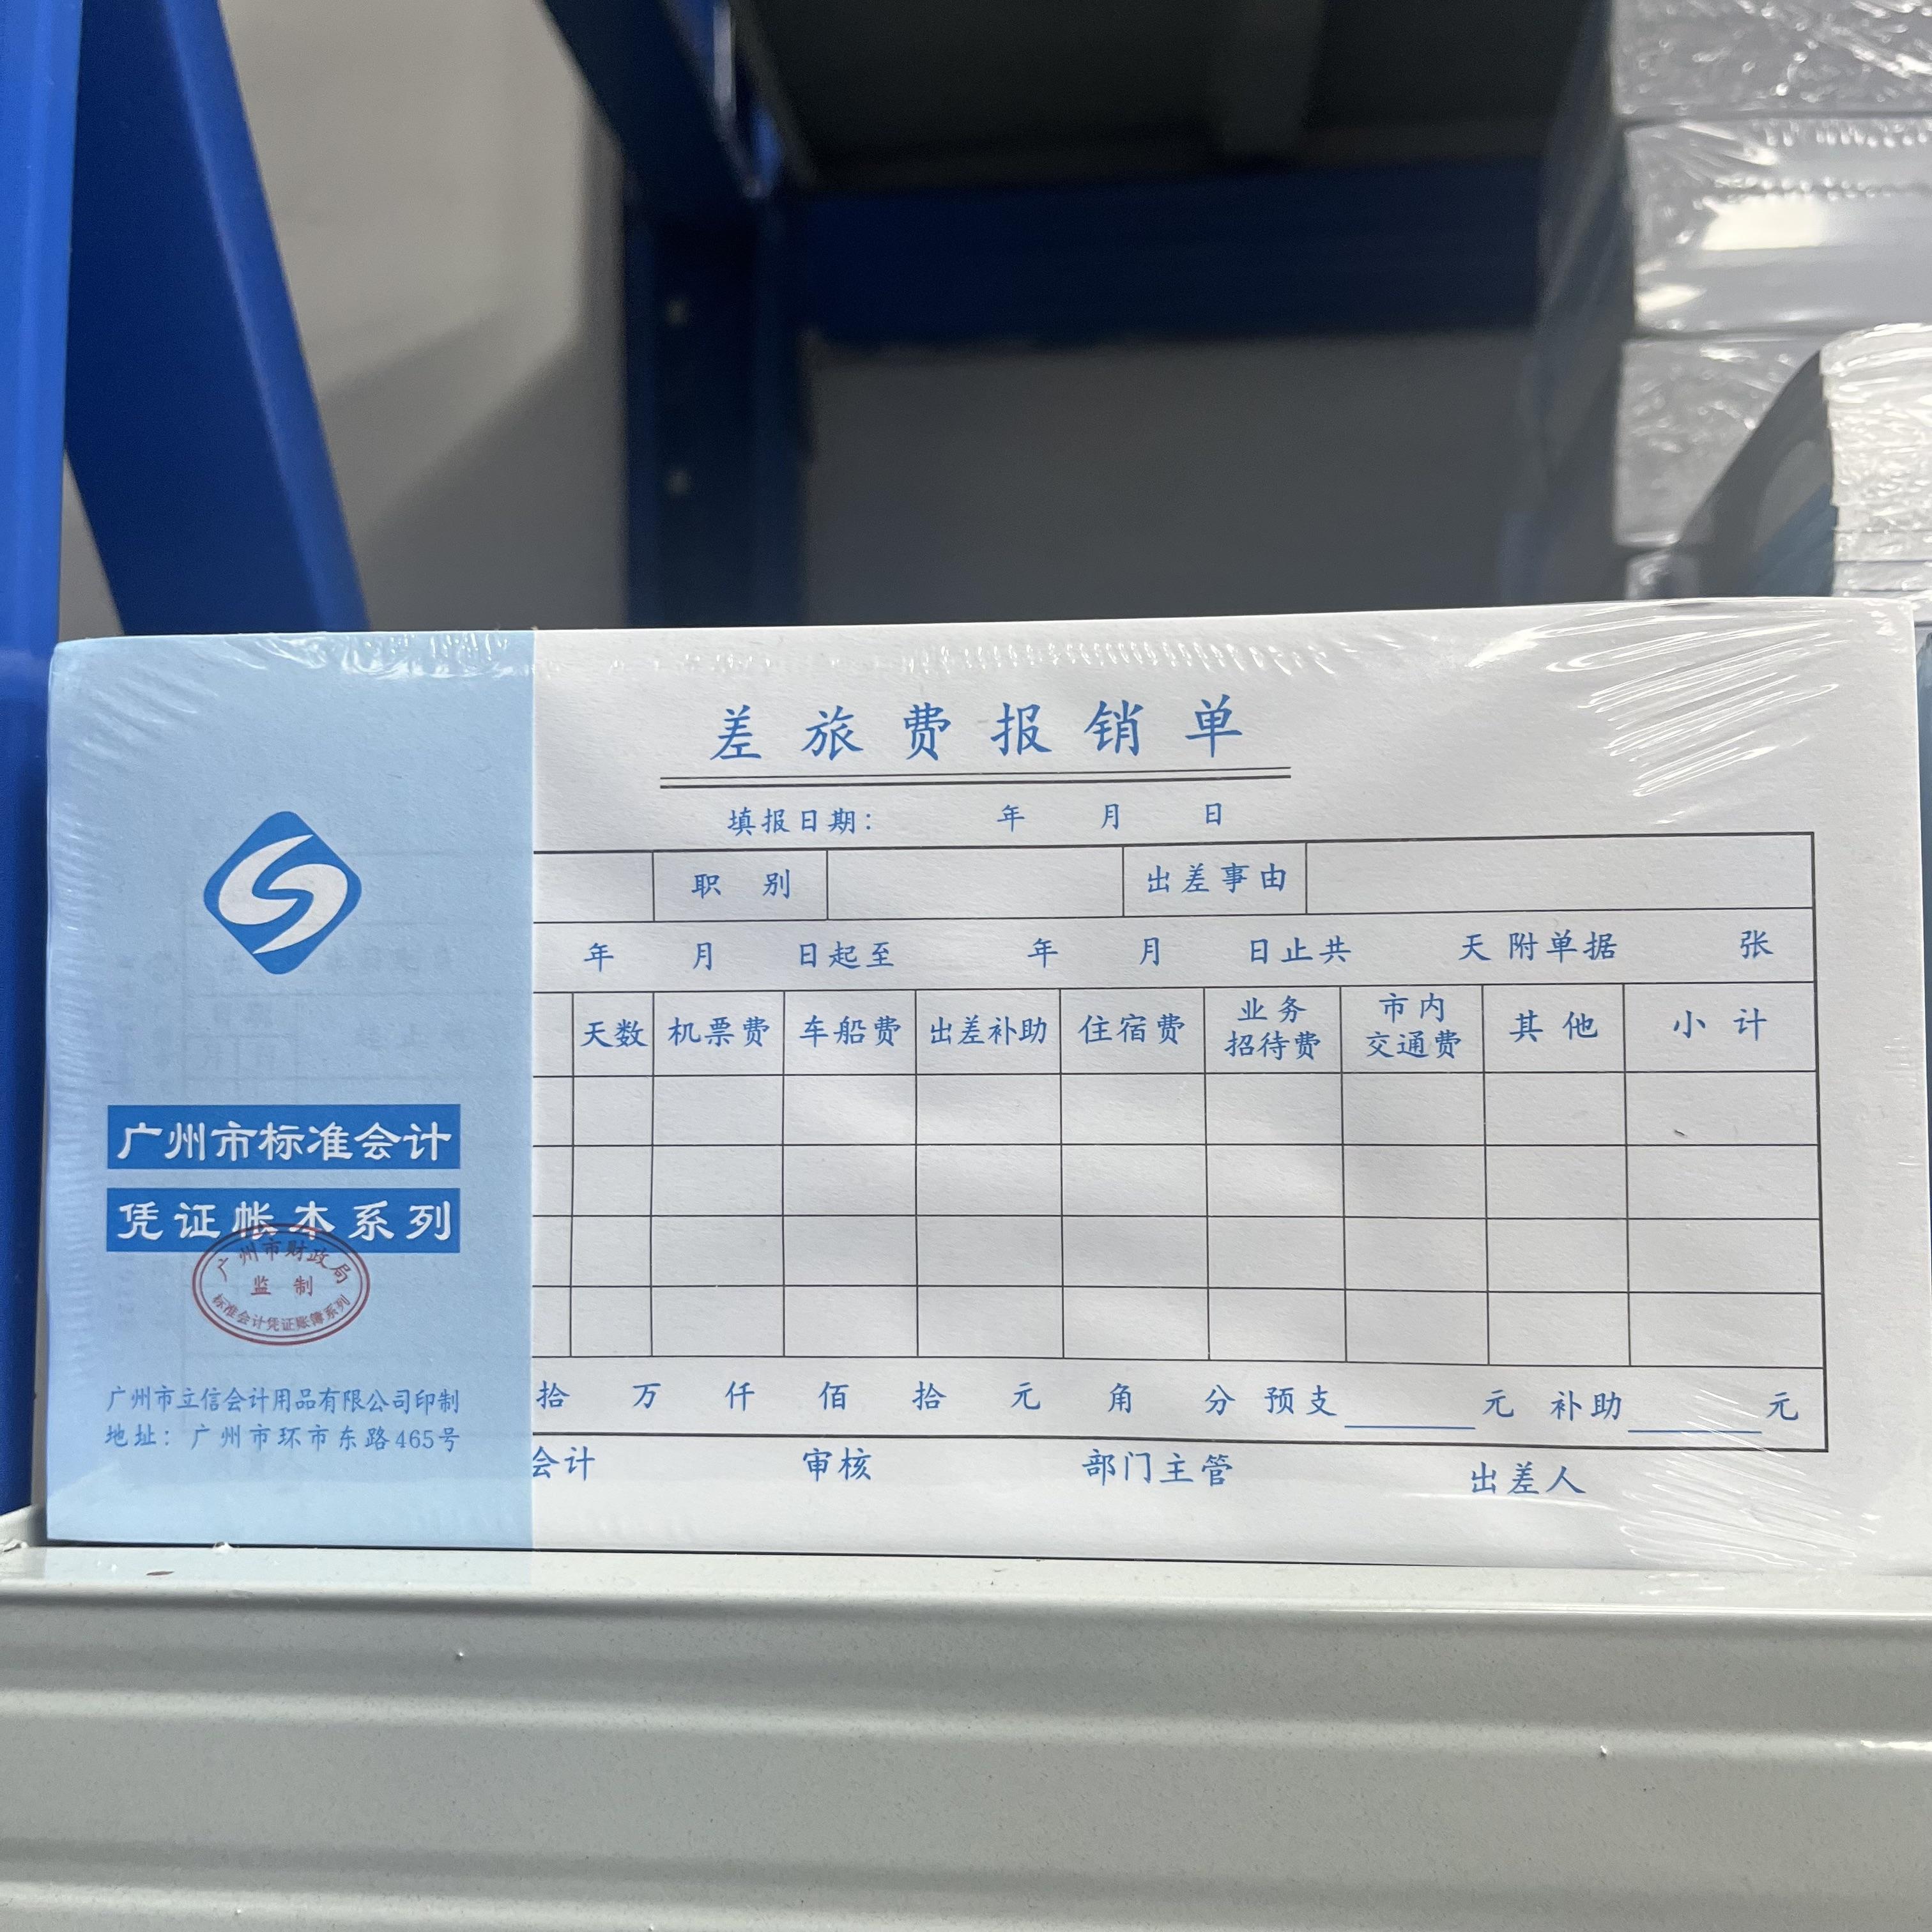 差旅费报销单
填报日期： 年 月 日
职 别 出差事由
年 月 日起至 年 月 日止共 天 附单据 张
天数 机票费 车船费 出差补助 住宿费 业务招待费 市内交通费 其他 小计
拾 万 仟 佰 拾 元 角 分 预支 元 补助 元
会计 审核 部门主管 出差人
广州市标准会计
凭证帐本系列
广州市财政局
监制
标准会计凭证账簿系列
广州市立信会计用品有限公司印制
地址：广州市环市东路465号